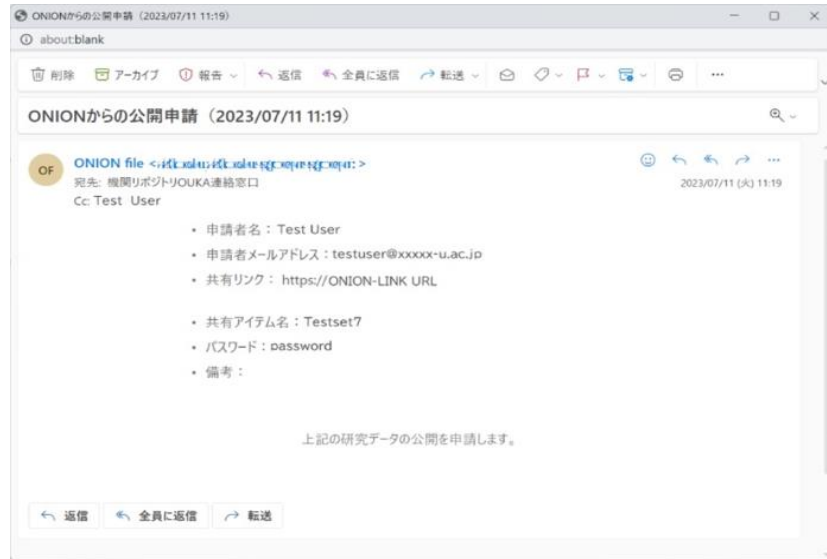 ONIONからの公開申請（2023/07/11 11:19）
about:blank
削除 アーカイブ 報告 返信 全員に返信 転送 ...
ONIONからの公開申請（2023/07/11 11:19）
OF
ONION file
宛先: 機関リポジトリOUKA連絡窓口
2023/07/11 (火) 11:19
Cc: Test User
・ 申請者名：Test User
・ 申請者メールアドレス：testuser@xxxxx-u.ac.jp
・ 共有リンク： https://ONION-LINK URL
・ 共有アイテム名：Testset7
・ パスワード：password
・ 備考：
上記の研究データの公開を申請します。
返信 全員に返信 転送